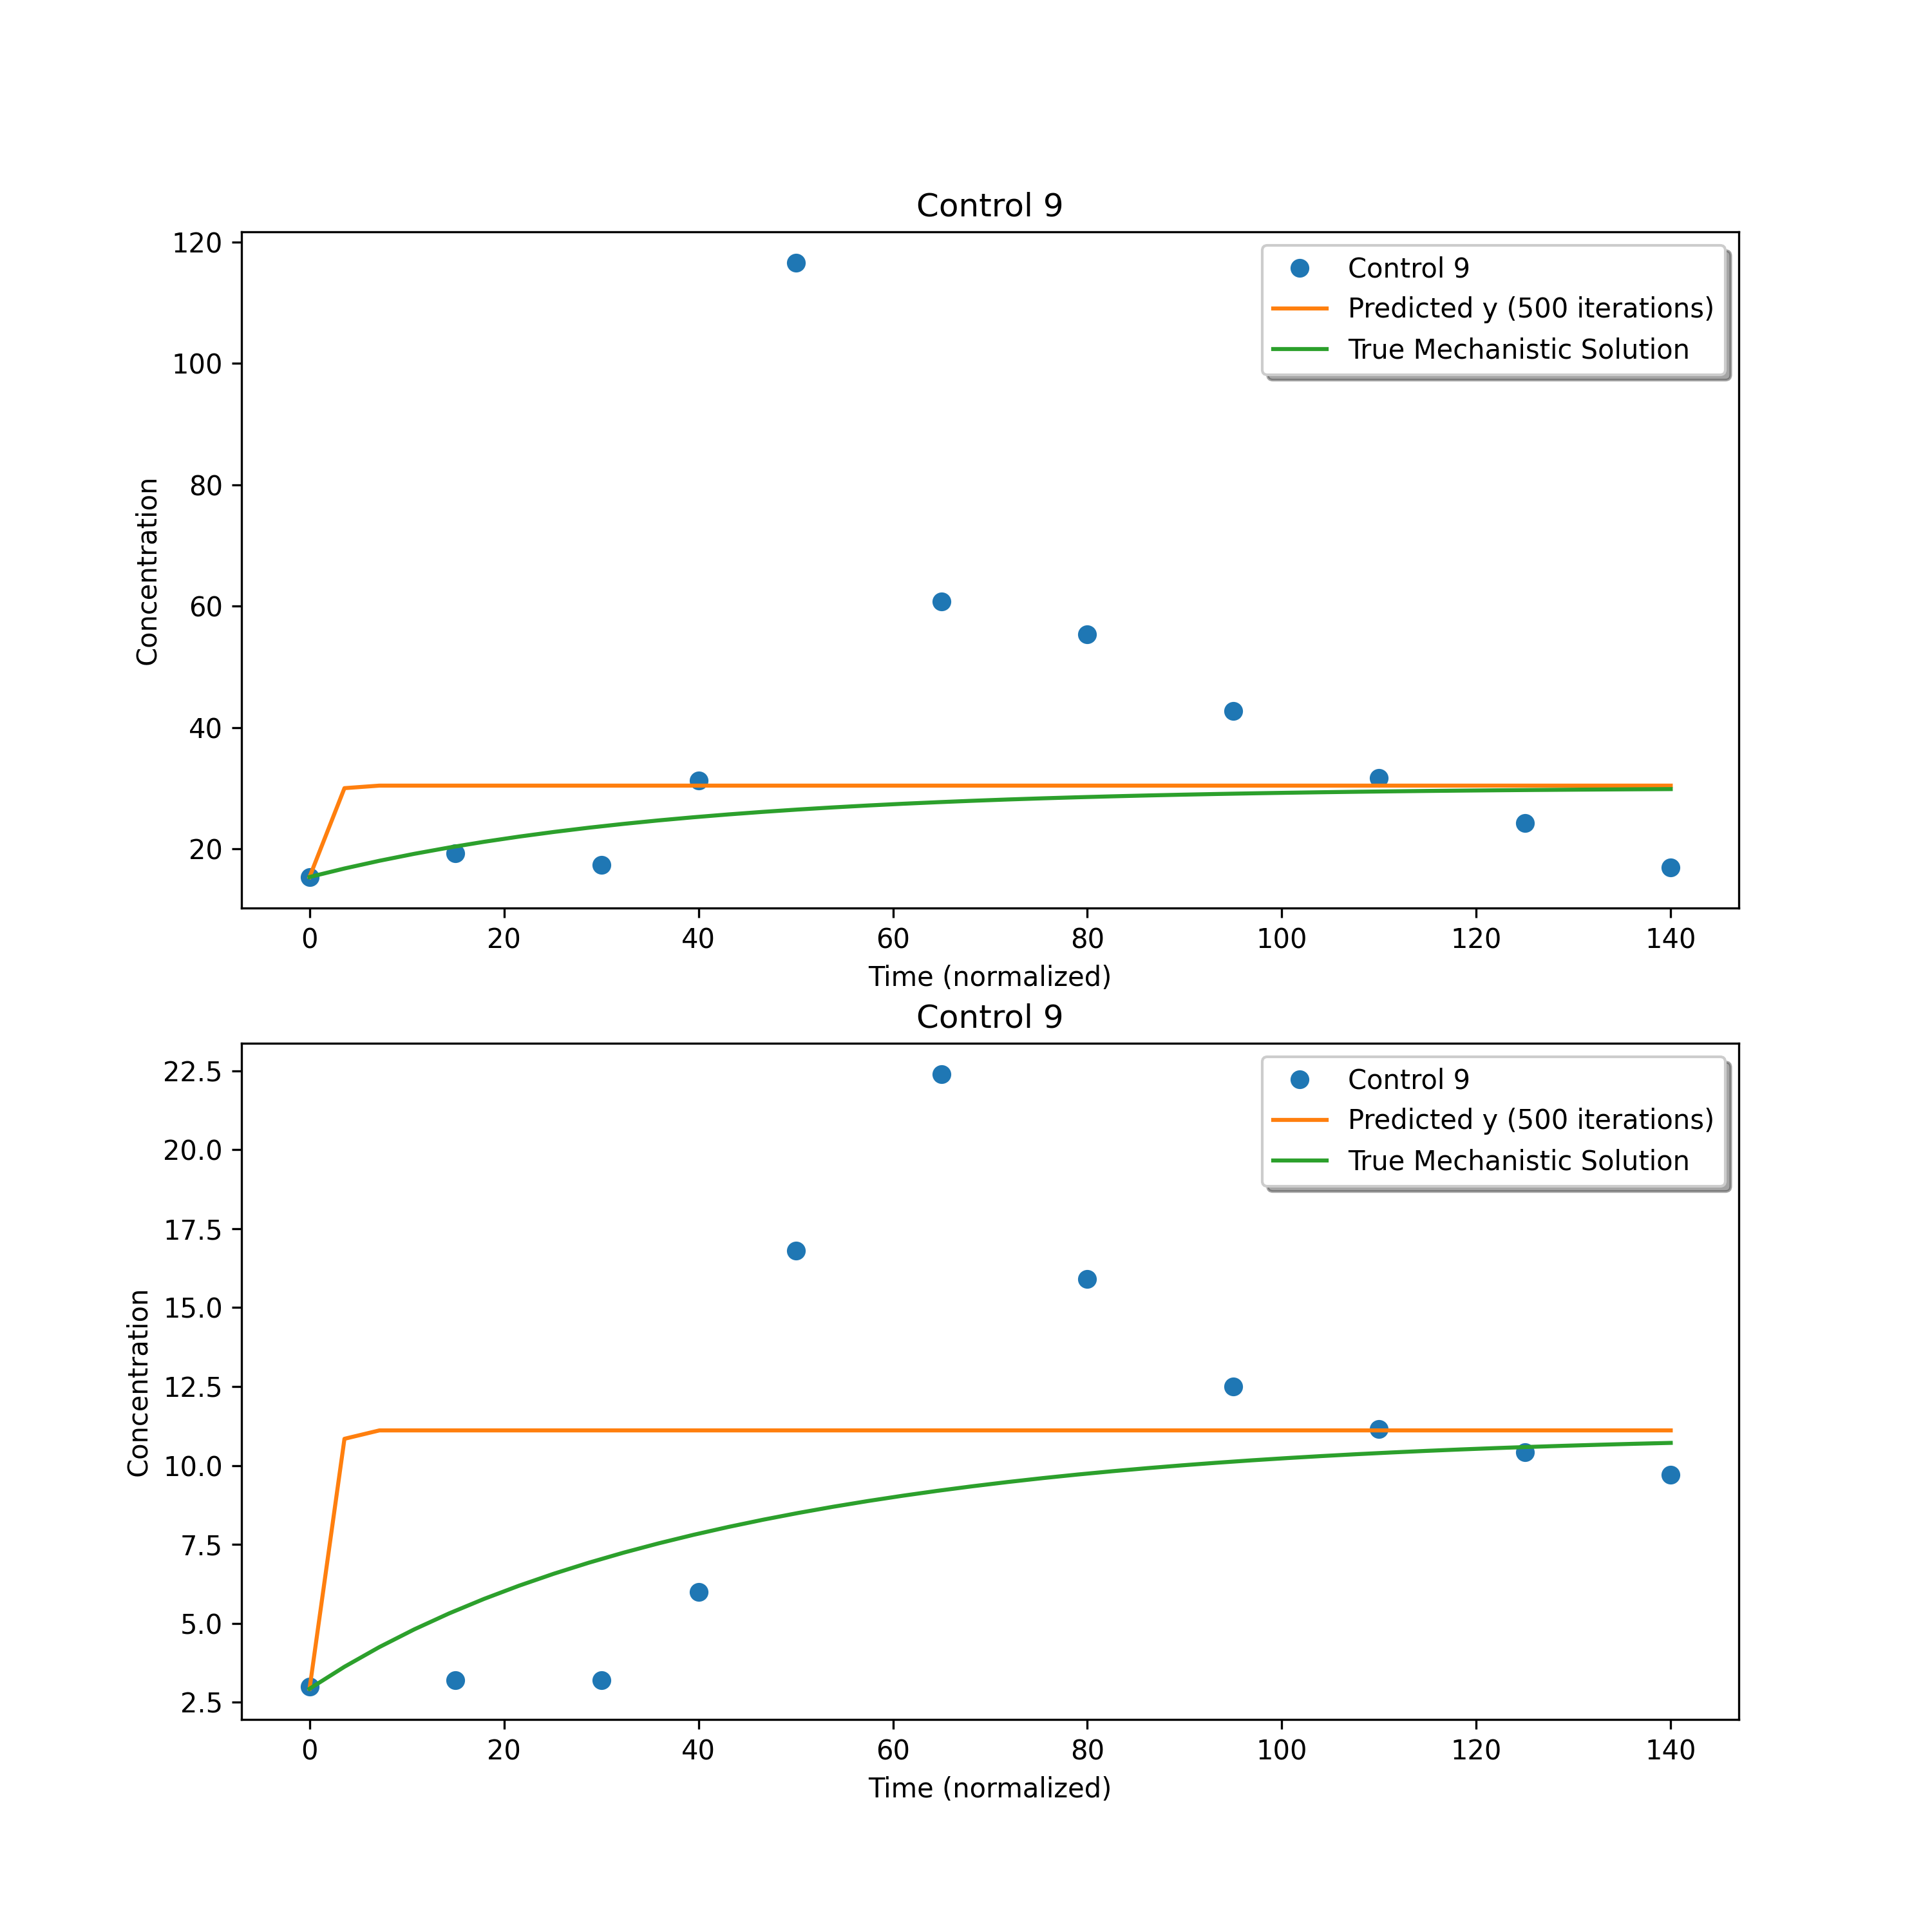 Control 9
120
100
80
60
40
20
Concentration
Control 9
Predicted y (500 iterations)
True Mechanistic Solution
0 20 40 60 80 100 120 140
Time (normalized)
Control 9
22.5
20.0
17.5
15.0
12.5
10.0
7.5
5.0
2.5
Concentration
Control 9
Predicted y (500 iterations)
True Mechanistic Solution
0 20 40 60 80 100 120 140
Time (normalized)